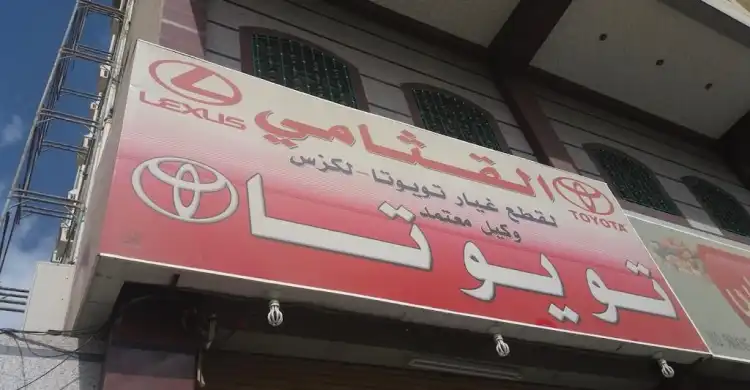 LEXUS
القثامي
TOYOTA
لقطع غيار تويوتا - لكزس
وكيل معتمد
تويوتا